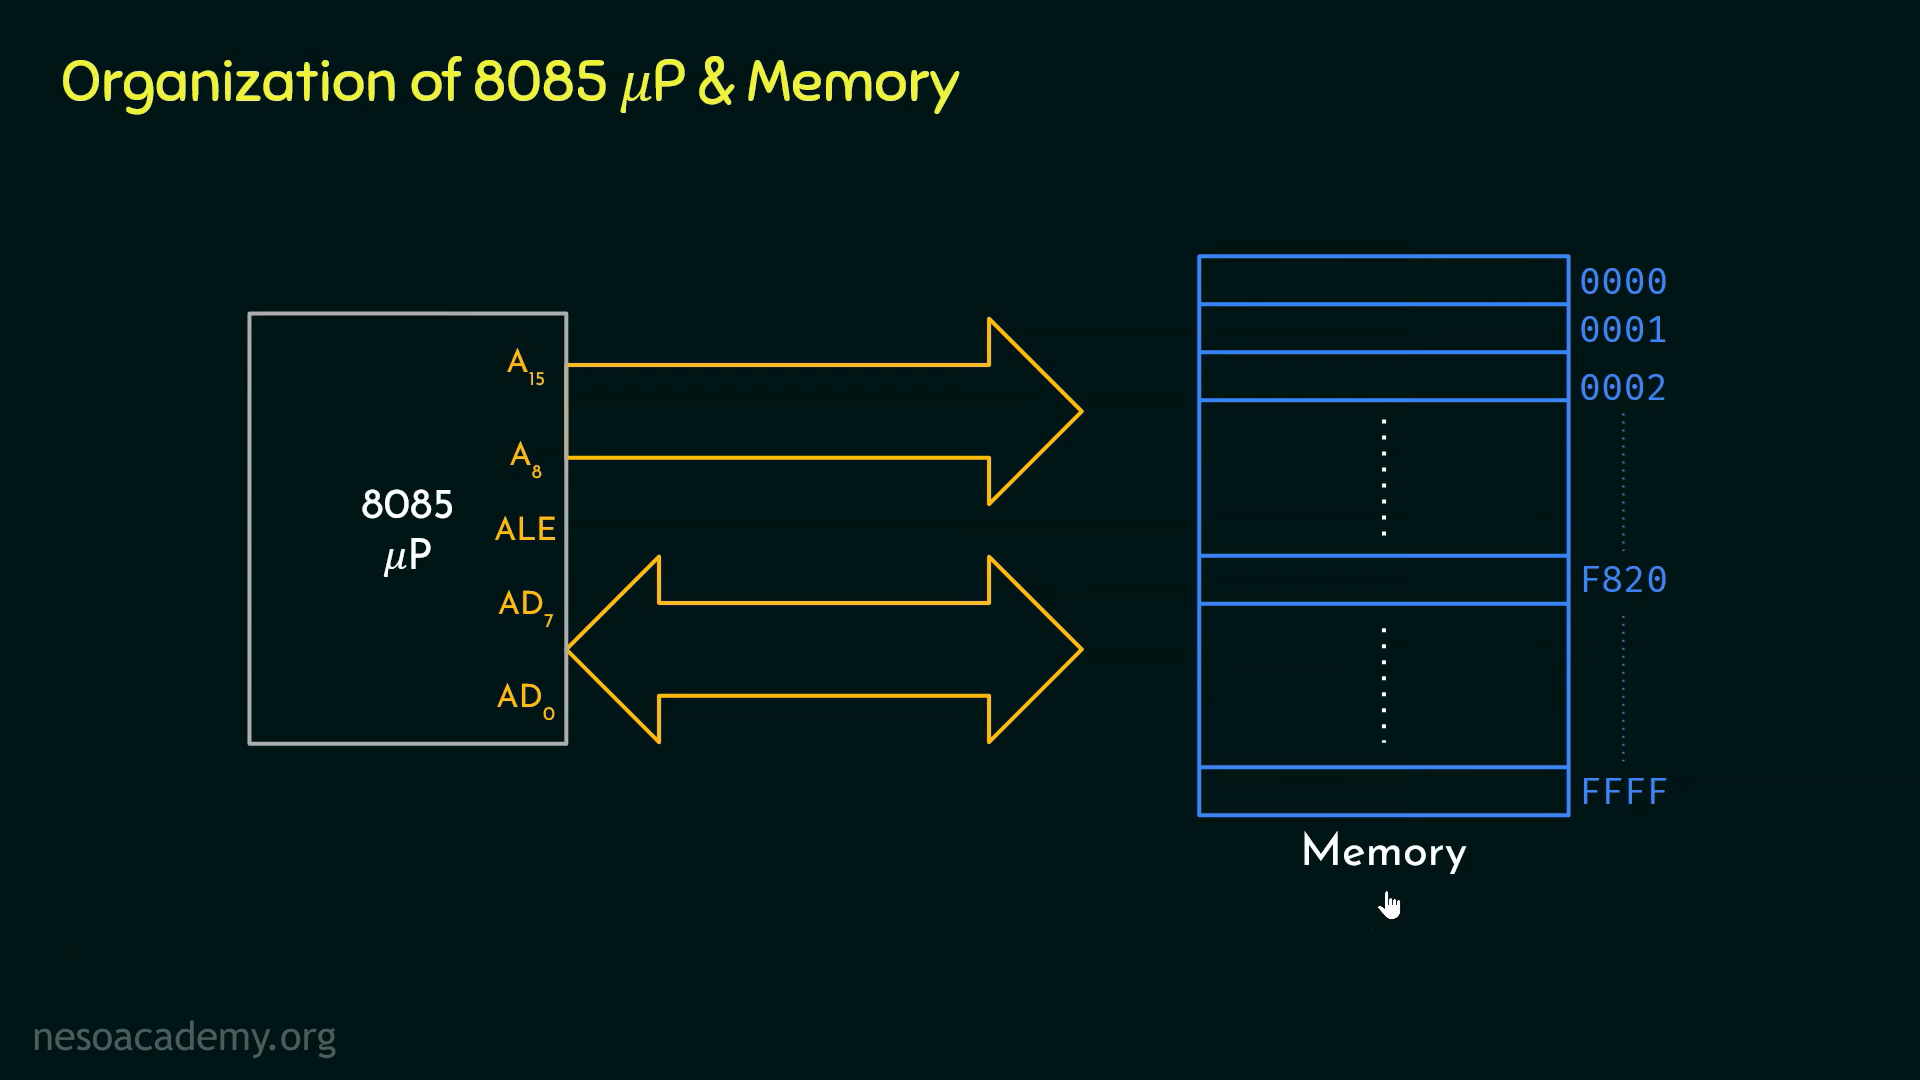 Organization of 8085 μP & Memory
A15
A8
8085
μP
ALE
AD7
AD0
0000
0001
0002
F820
FFFF
Memory
nesoacademy.org